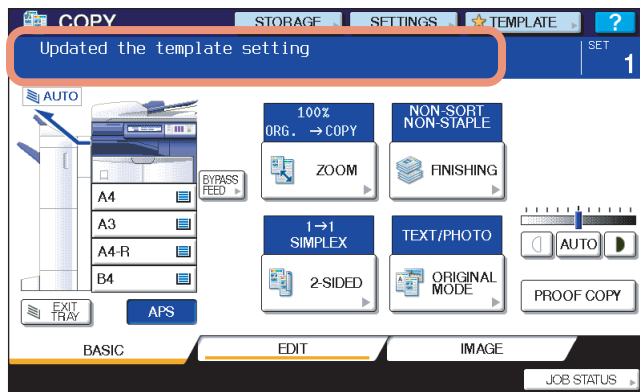 COPY
STORAGE
SETTINGS
TEMPLATE
?
Updated the template setting
SET
1
AUTO
100%
ORG. →COPY
ZOOM
NON-SORT
NON-STAPLE
FINISHING
BYPASS
FEED
A4
A3
A4-R
B4
1→1
SIMPLEX
2-SIDED
TEXT/PHOTO
ORIGINAL
MODE
AUTO
PROOF COPY
EXIT
TRAY
APS
BASIC
EDIT
IMAGE
JOB STATUS